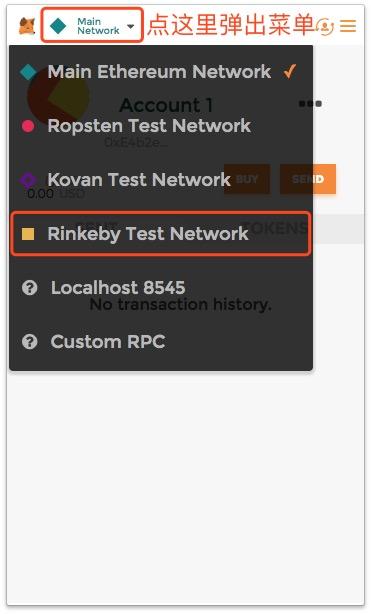 Main
Network
点这里弹出菜单
Main Ethereum Network
Account 1
Ropsten Test Network
0xE4b2e...
Kovan Test Network
0.00 USD
BUY
SEND
Rinkeby Test Network
SENT
TOKENS
Localhost 8545
No transaction history.
Custom RPC